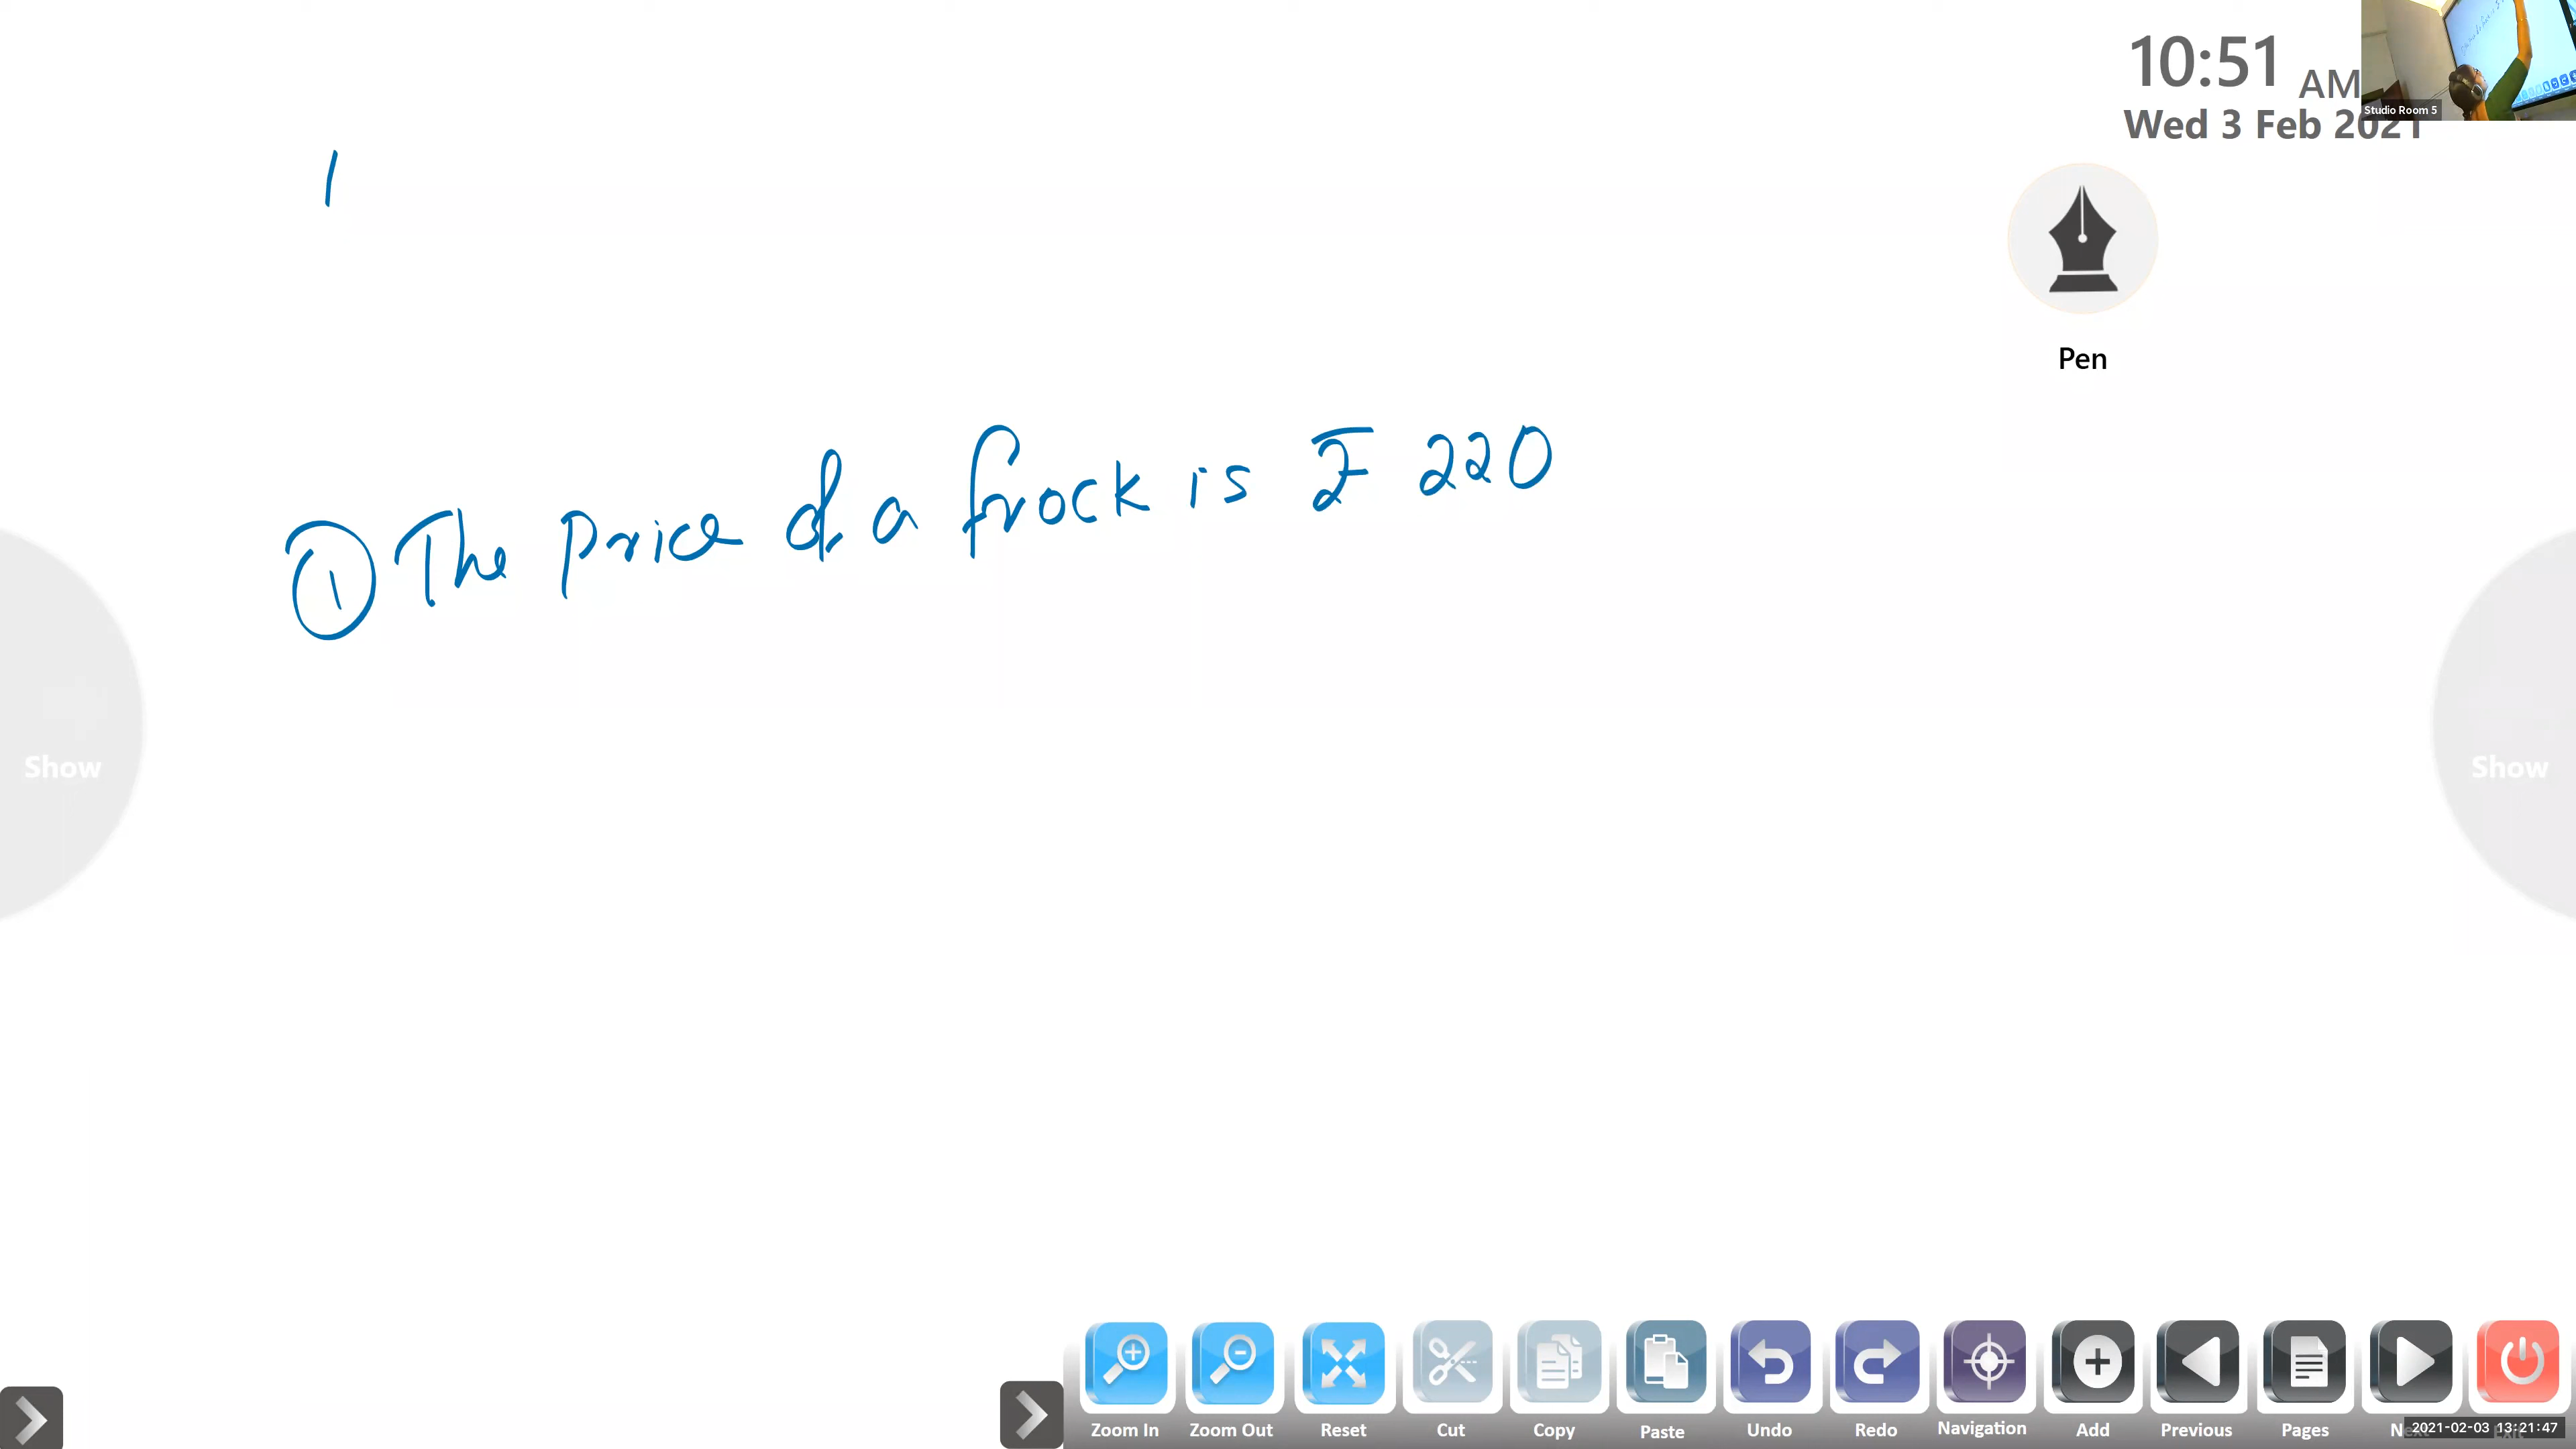 10:51 AM
Studio Room 5
Wed 3 Feb 2021
Pen
① The Price of a frock is ₹ 220
Show
Show
Zoom In
Zoom Out
Reset
Cut
Copy
Paste
Undo
Redo
Navigation
Add
Previous
Pages
2021-02-03 13:21:47